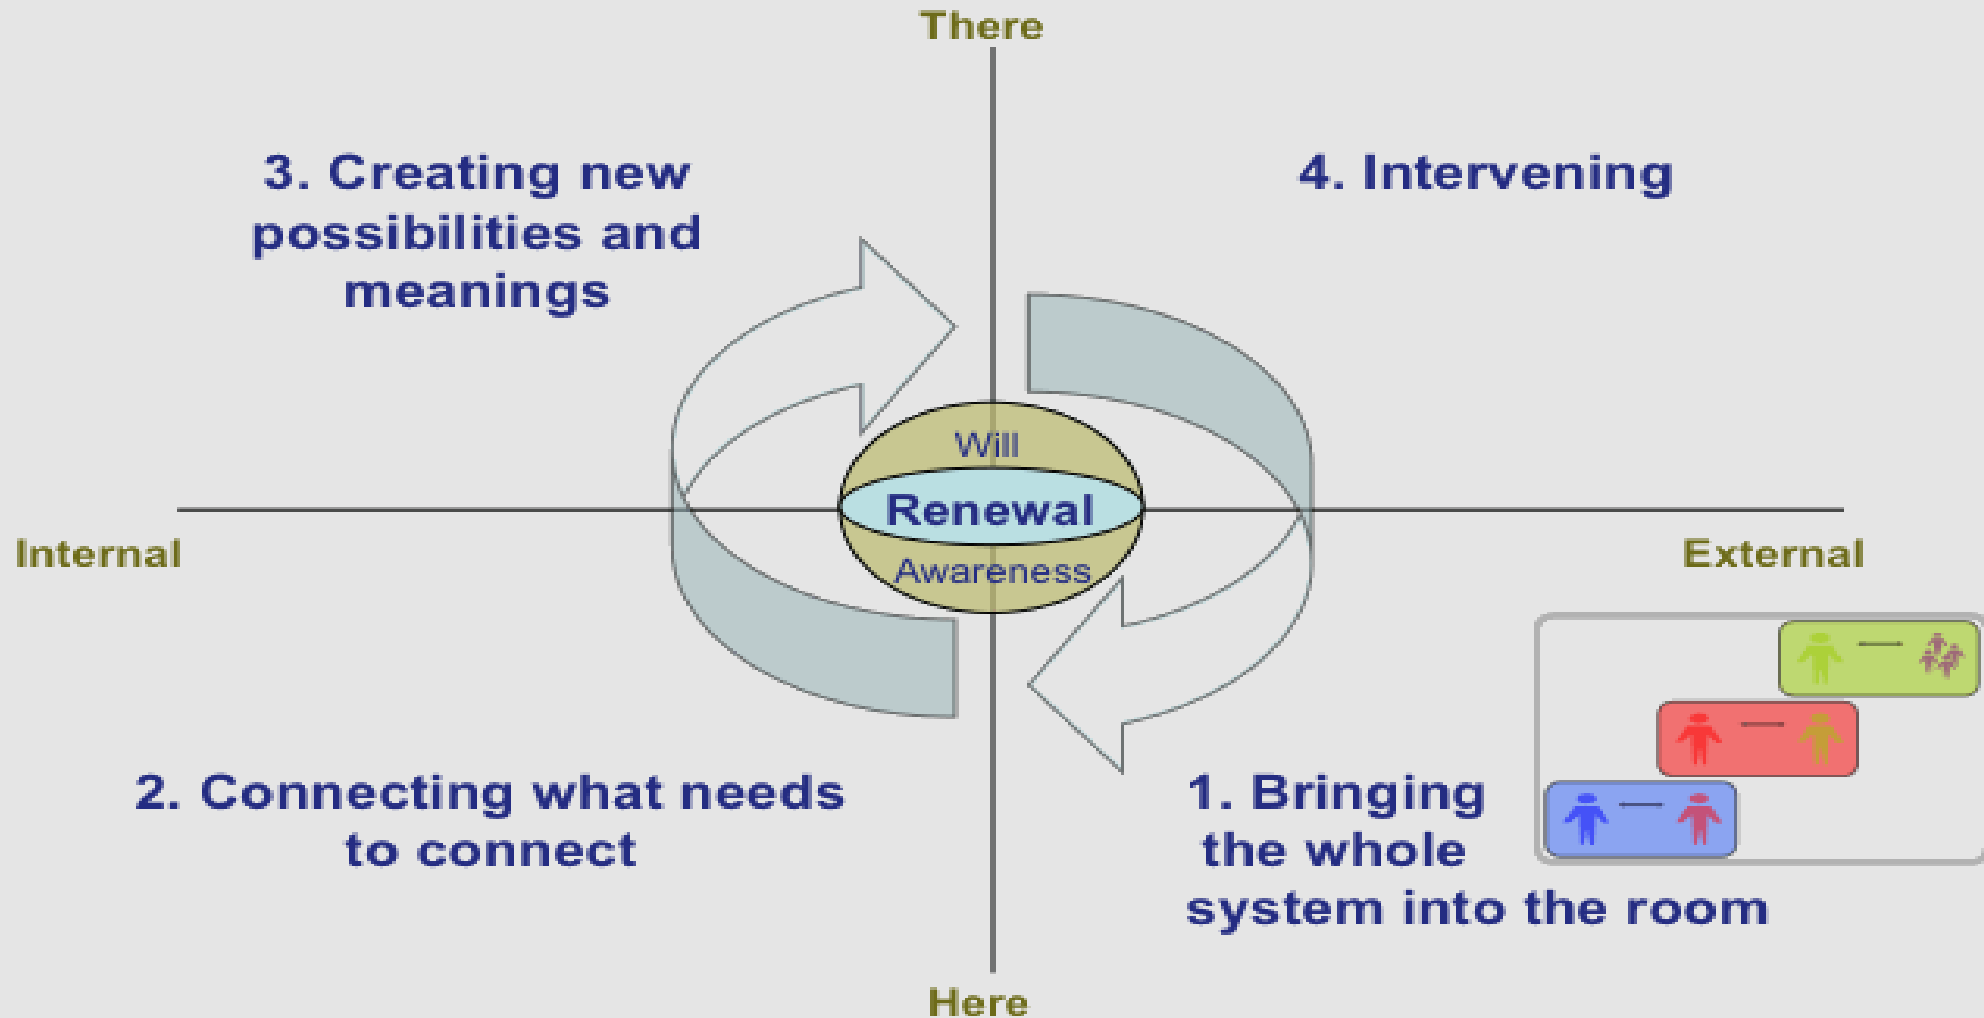 There
3. Creating new
possibilities and
meanings
4. Intervening
Will
Renewal
Awareness
Internal
External
2. Connecting what needs
to connect
1. Bringing
the whole
system into the room
Here